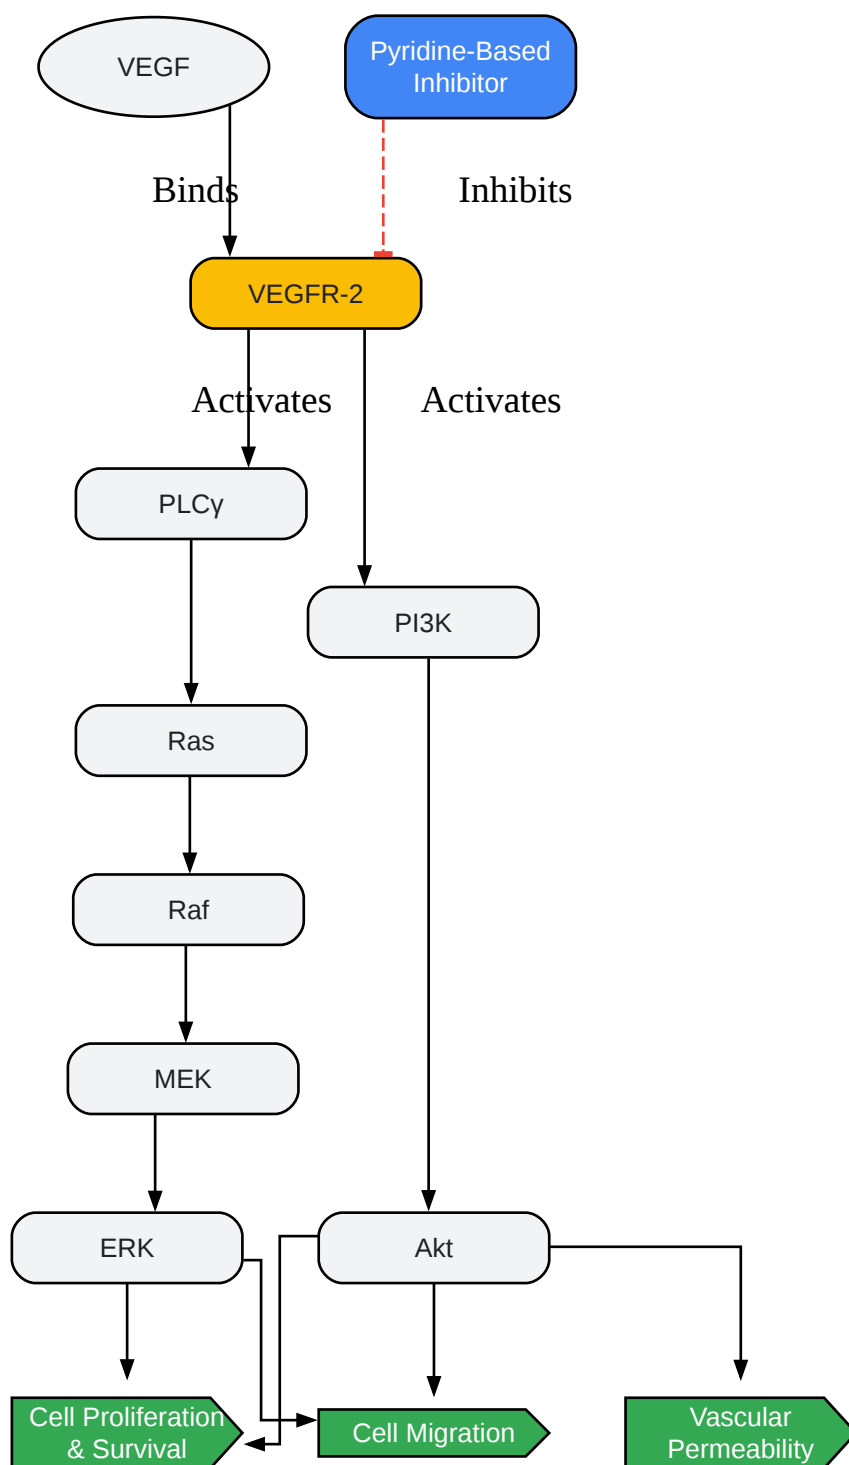 VEGF
Pyridine-Based
Inhibitor
Binds
Inhibits
VEGFR-2
Activates
Activates
PLCγ
PI3K
Ras
Raf
MEK
ERK
Akt
Cell Proliferation
& Survival
Cell Migration
Vascular
Permeability